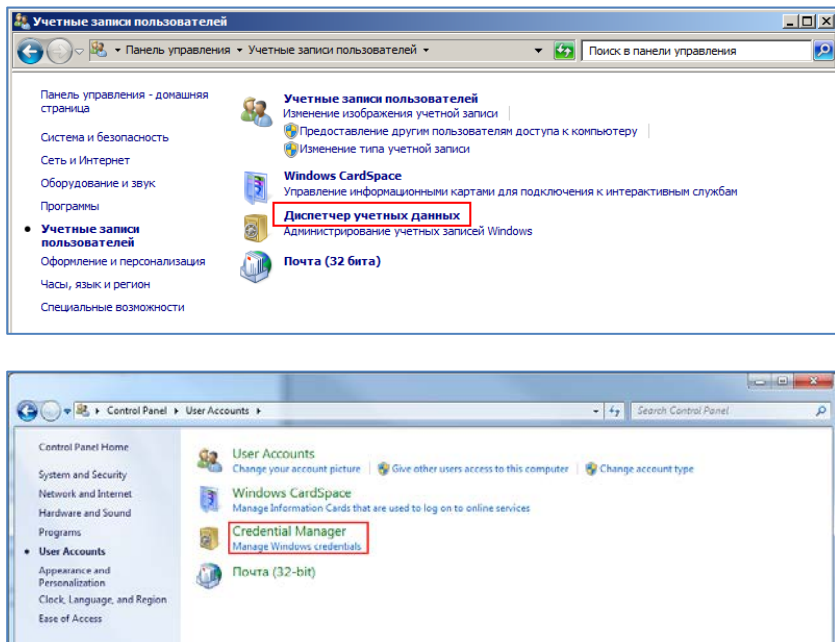 Учетные записи пользователей
Панель управления Учетные записи пользователей
Поиск в панели управления
Панель управления - домашняя
страница
Система и безопасность
Сеть и Интернет
Оборудование и звук
Программы
Учетные записи
пользователей
Оформление и персонализация
Часы, язык и регион
Специальные возможности
Учетные записи пользователей
Изменение изображения учетной записи
Предоставление другим пользователям доступа к компьютеру
Изменение типа учетной записи
Windows CardSpace
Управление информационными картами для подключения к интерактивным службам
Диспетчер учетных данных
Администрирование учетных записей Windows
Почта (32 бита)
Control Panel User Accounts
Search Control Panel
Control Panel Home
System and Security
Network and Internet
Hardware and Sound
Programs
User Accounts
Appearance and
Personalization
Clock, Language, and Region
Ease of Access
User Accounts
Change your account picture Give other users access to this computer Change account type
Windows CardSpace
Manage Information Cards that are used to log on to online services
Credential Manager
Manage Windows credentials
Почта (32-bit)